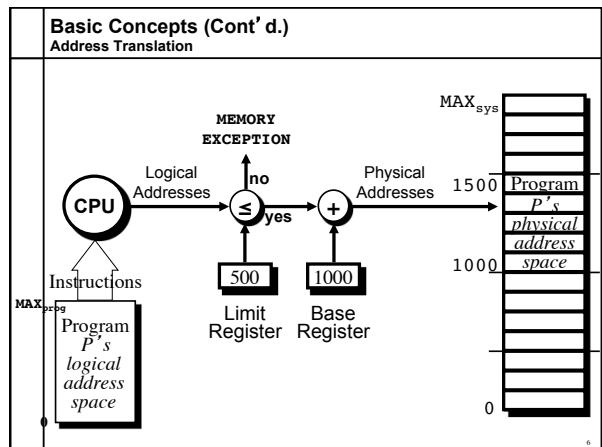 Basic Concepts (Cont'd.)
Address Translation
MAXsys
MEMORY
EXCEPTION
Logical
Addresses
no
Physical
Addresses
CPU
≤
yes
+
1500
Program
P's
physical
address
space
500
1000
1000
Instructions
Limit
Register
Base
Register
MAXprog
Program
P's
logical
address
space
0
0
6